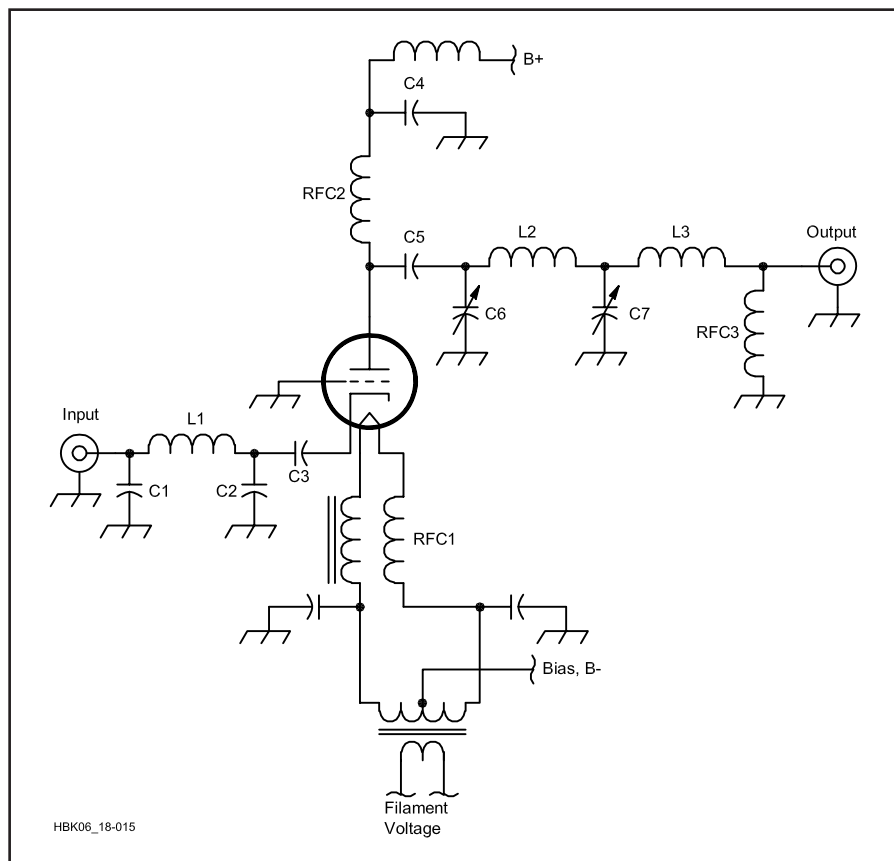 B+
C4
RFC2
C5
L2
L3
Output
C6
C7
RFC3
Input
L1
C1
C2
C3
RFC1
Bias, B-
Filament
Voltage
HBK06_18-015